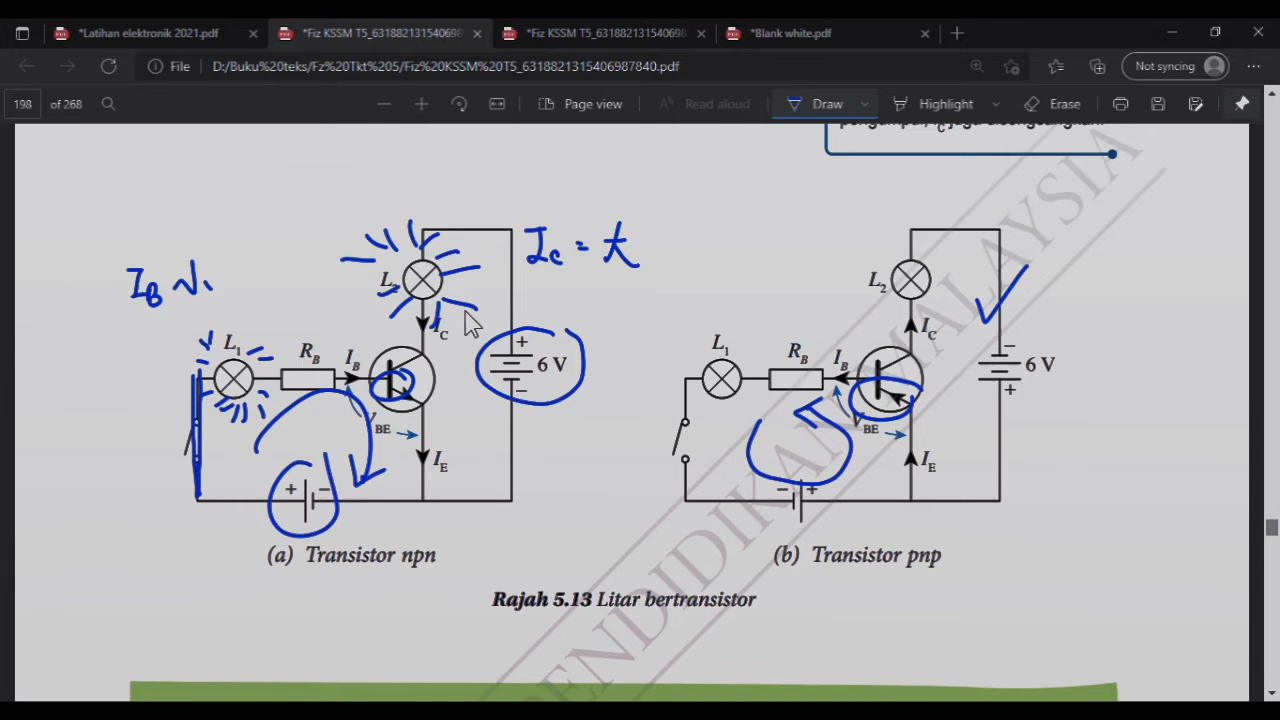 *Latihan elektronik 2021.pdf
*Fiz KSSM T5_631882131540698
*Fiz KSSM T5_631882131540698
*Blank white.pdf
File
D:/Buku%20teks/Fz%20Tkt%205/Fiz%20KSSM%20T5_6318821315406987840.pdf
Not syncing
198 of 268
Page view
Read aloud
Draw
Highlight
Erase
MALAYSIA
PENDIDIKAN
I_C = t
I_B
L_2
I_C
+
6 V
−
L_1
R_B
I_B
V_BE
I_E
+ −
L_2
I_C
−
6 V
+
L_1
R_B
I_B
V_BE
I_E
− +
(a) Transistor npn
(b) Transistor pnp
Rajah 5.13 Litar bertransistor